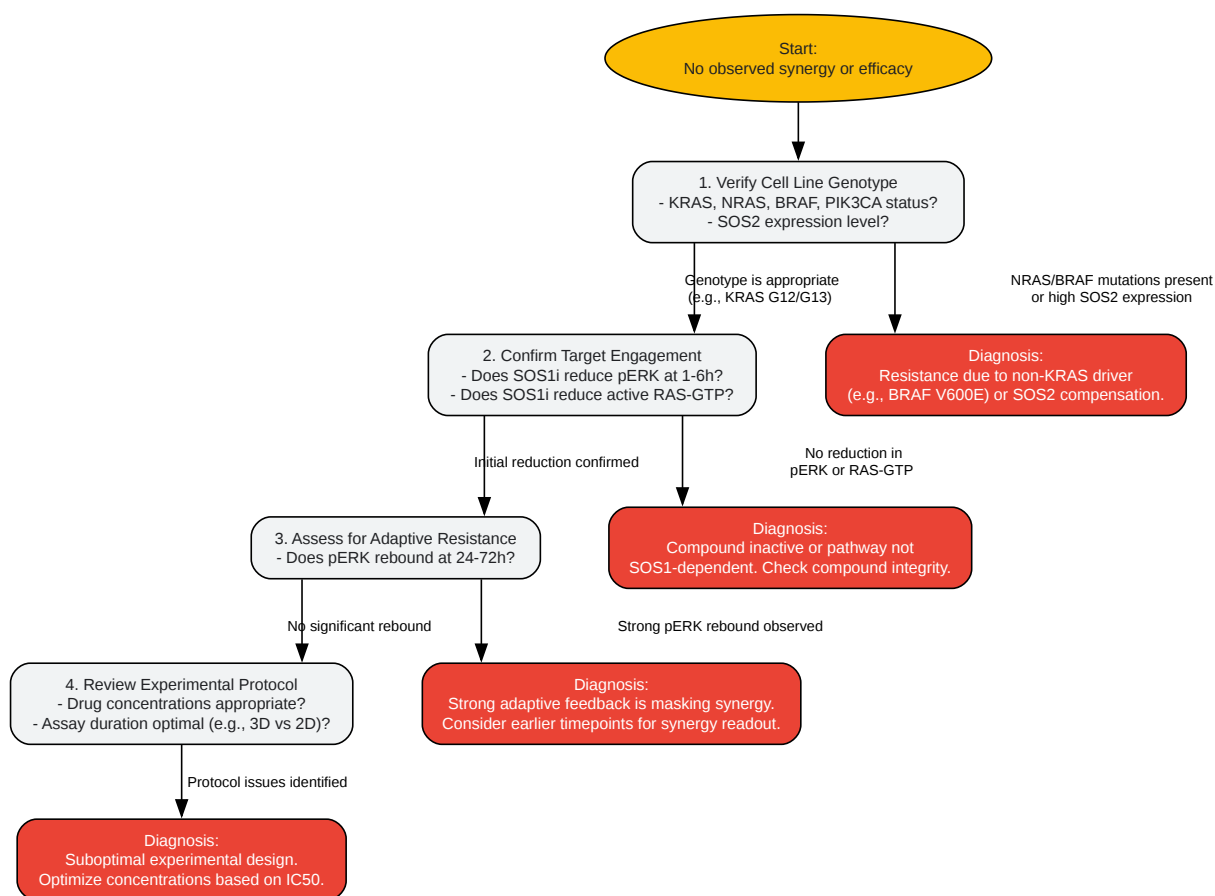 Start:
No observed synergy or efficacy
1. Verify Cell Line Genotype
- KRAS, NRAS, BRAF, PIK3CA status?
- SOS2 expression level?
Genotype is appropriate
(e.g., KRAS G12/G13)
NRAS/BRAF mutations present
or high SOS2 expression
2. Confirm Target Engagement
- Does SOS1i reduce pERK at 1-6h?
- Does SOS1i reduce active RAS-GTP?
Diagnosis:
Resistance due to non-KRAS driver
(e.g., BRAF V600E) or SOS2 compensation.
Initial reduction confirmed
No reduction in
pERK or RAS-GTP
3. Assess for Adaptive Resistance
- Does pERK rebound at 24-72h?
Diagnosis:
Compound inactive or pathway not
SOS1-dependent. Check compound integrity.
No significant rebound
Strong pERK rebound observed
4. Review Experimental Protocol
- Drug concentrations appropriate?
- Assay duration optimal (e.g., 3D vs 2D)?
Diagnosis:
Strong adaptive feedback is masking synergy.
Consider earlier timepoints for synergy readout.
Protocol issues identified
Diagnosis:
Suboptimal experimental design.
Optimize concentrations based on IC50.